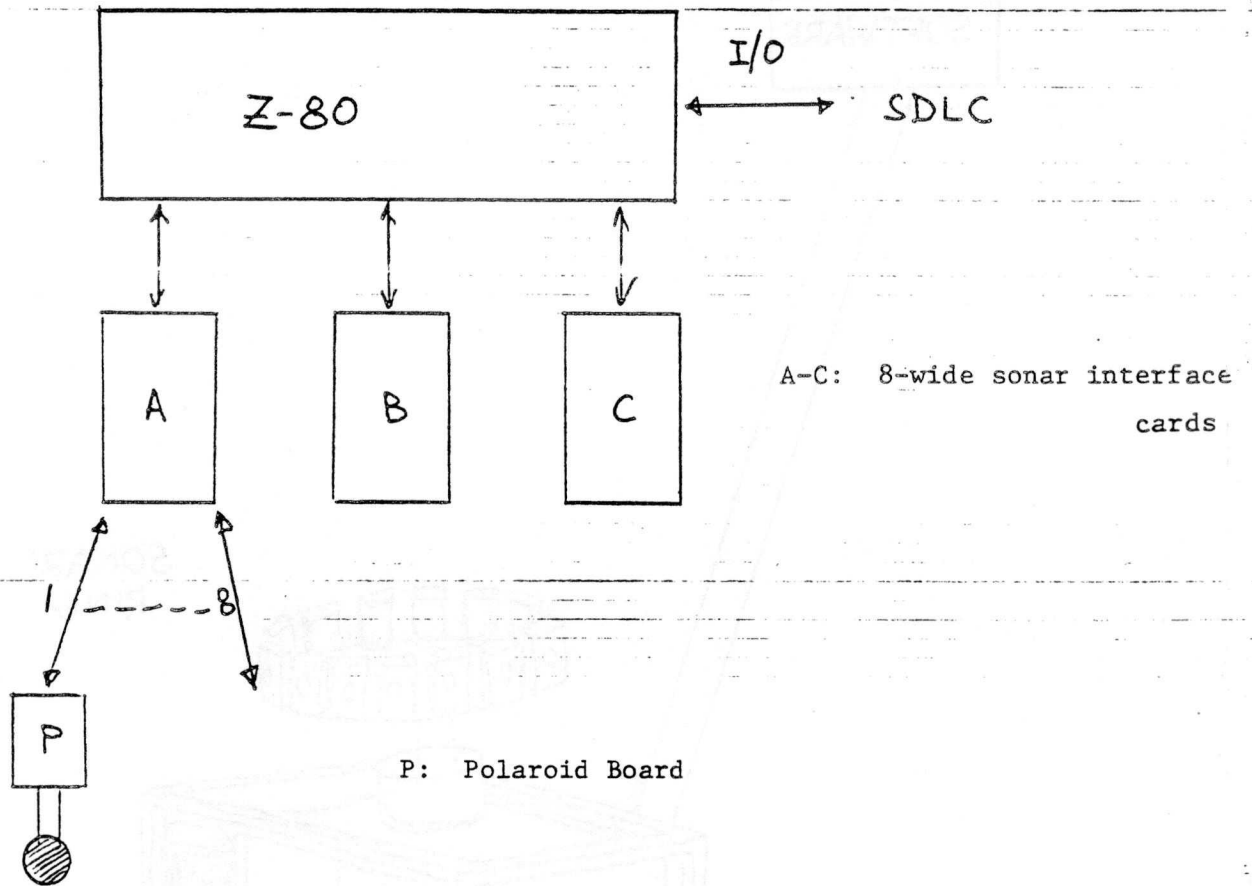 I/O
Z-80
SDLC
A B C
A-C: 8-wide sonar interface
cards
1 8
P
P: Polaroid Board